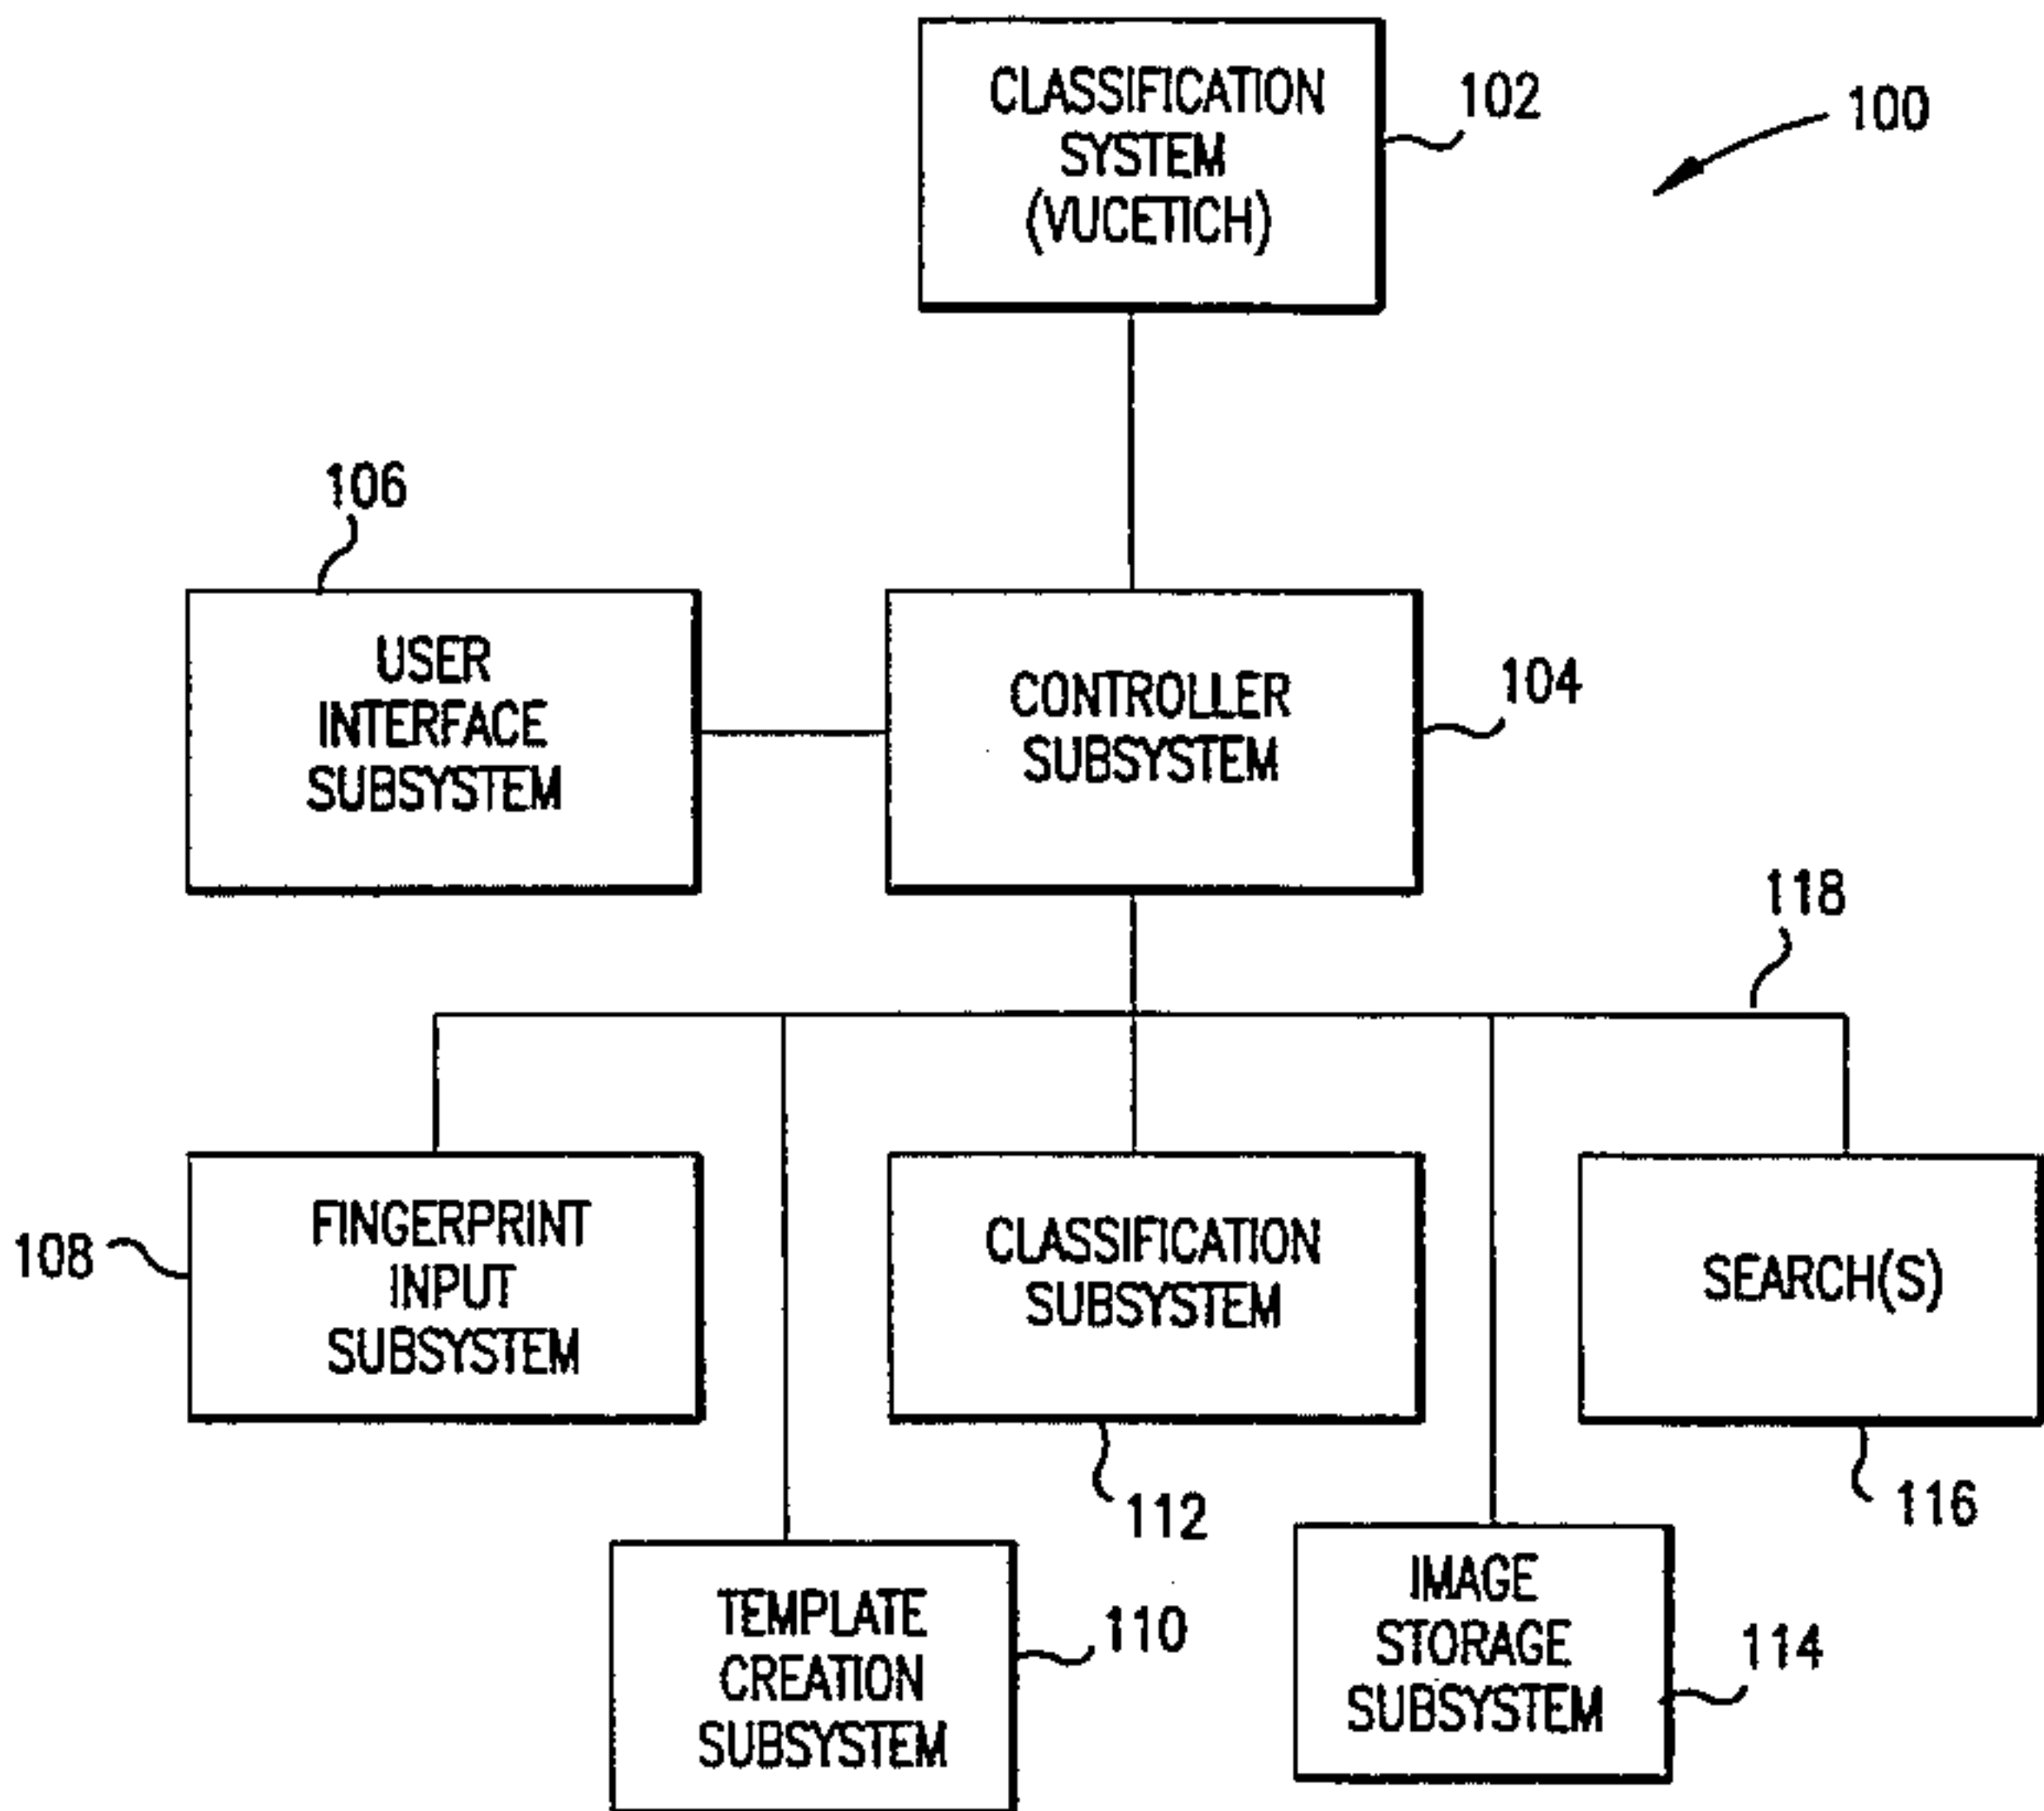 CLASSIFICATION
SYSTEM
(VUCETICH)
102
100
106
USER
INTERFACE
SUBSYSTEM
CONTROLLER
SUBSYSTEM
104
118
108
FINGERPRINT
INPUT
SUBSYSTEM
CLASSIFICATION
SUBSYSTEM
SEARCH(S)
112
116
TEMPLATE
CREATION
SUBSYSTEM
110
IMAGE
STORAGE
SUBSYSTEM
114